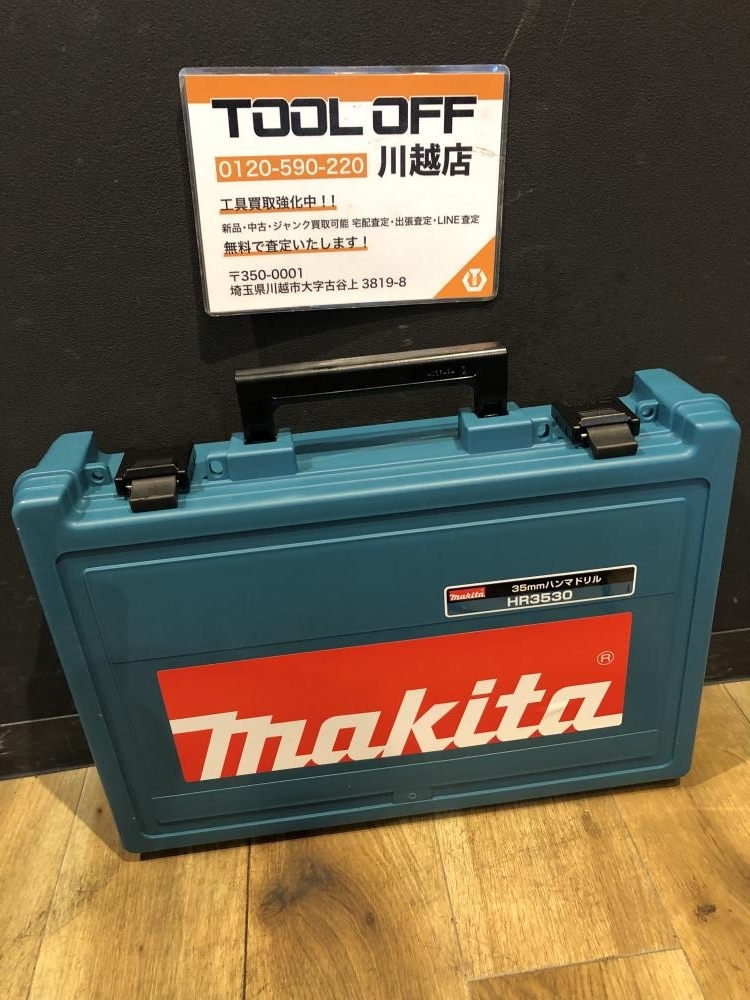 TOOL OFF
0120-590-220 川越店
工具買取強化中！！
新品・中古・ジャンク買取可能 宅配査定・出張査定・LINE査定
無料で査定いたします！
〒350-0001
埼玉県川越市大字古谷上 3819-8
makita 35mmハンマドリル
HR3530
makita®